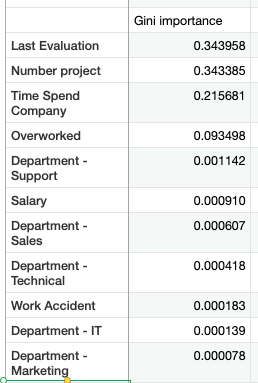 Gini importance
Last Evaluation 0.343958
Number project 0.343385
Time Spend 0.215681
Company
Overworked 0.093498
Department - 0.001142
Support
Salary 0.000910
Department - 0.000607
Sales
Department - 0.000418
Technical
Work Accident 0.000183
Department - IT 0.000139
Department - 0.000078
Marketing